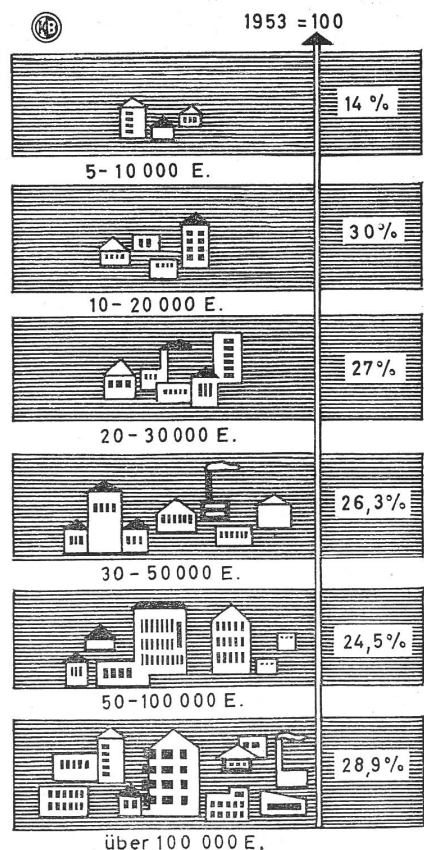 KB
1953 =100
14 %
5-10 000 E.
30%
10-20 000 E.
27%
20-30 000 E.
26,3%
30-50 000 E.
24,5%
50-100 000 E.
28,9%
über 100 000 E.